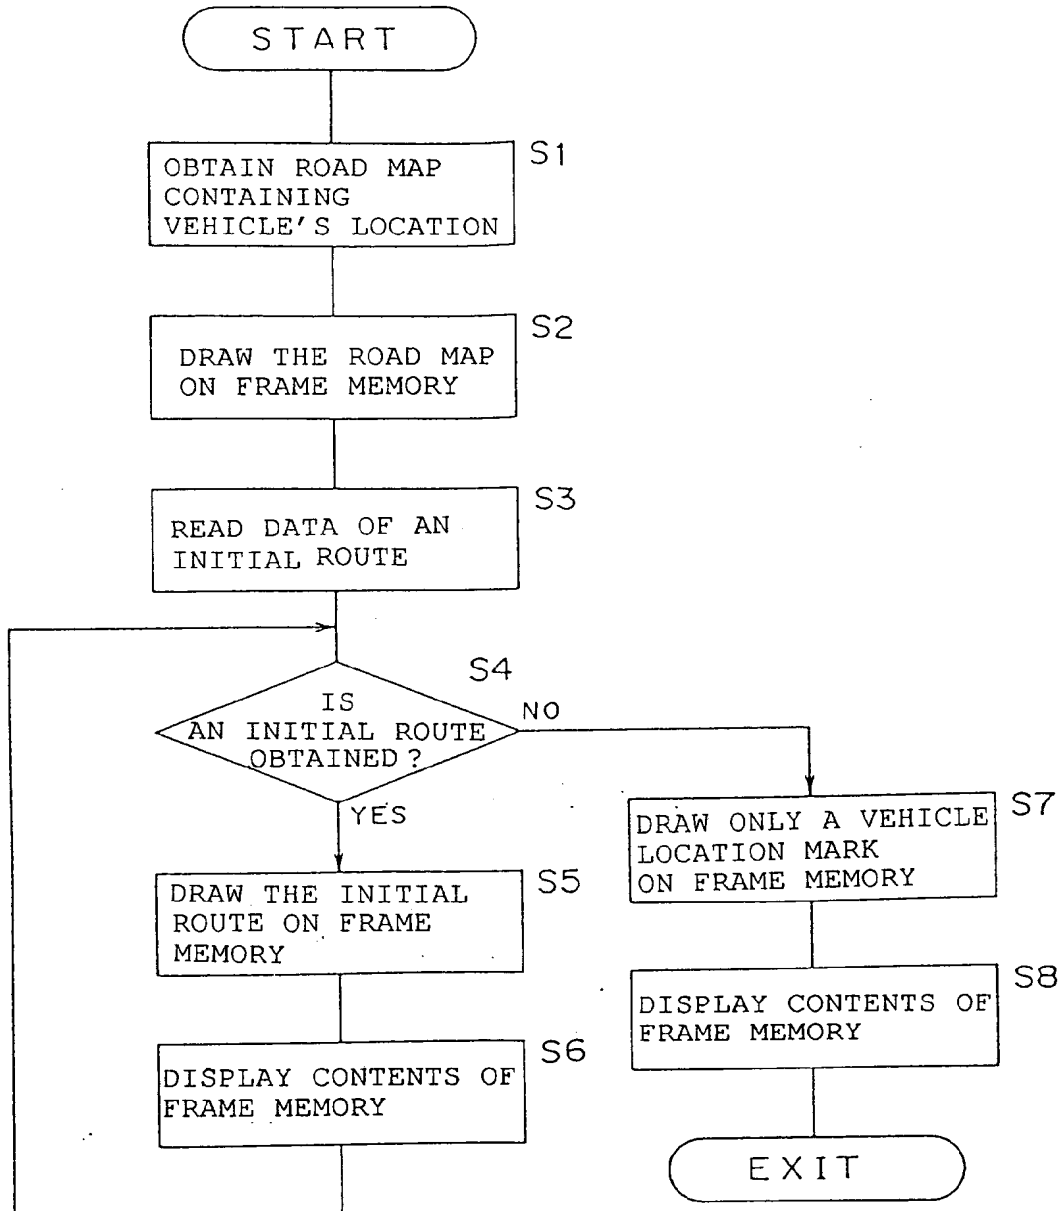 START
S1
OBTAIN ROAD MAP
CONTAINING
VEHICLE'S LOCATION
S2
DRAW THE ROAD MAP
ON FRAME MEMORY
S3
READ DATA OF AN
INITIAL ROUTE
S4
IS
AN INITIAL ROUTE
OBTAINED?
NO
YES
S5
DRAW THE INITIAL
ROUTE ON FRAME
MEMORY
S6
DISPLAY CONTENTS OF
FRAME MEMORY
S7
DRAW ONLY A VEHICLE
LOCATION MARK
ON FRAME MEMORY
S8
DISPLAY CONTENTS OF
FRAME MEMORY
EXIT